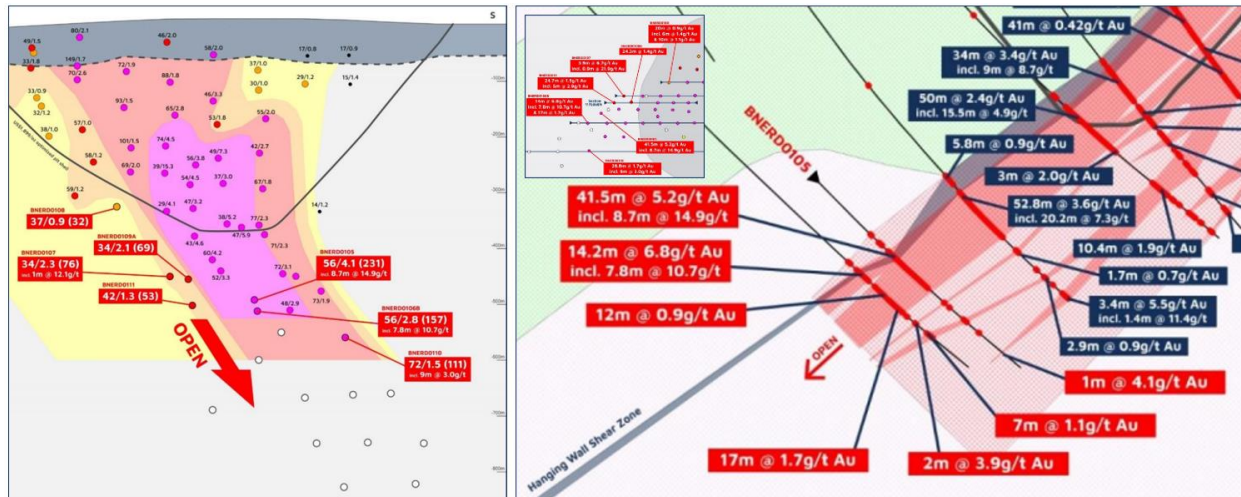 S
49/1.5
80/2.1
46/2.0
58/2.0
17/0.8
17/0.9
33/1.8
149/1.7
70/2.6
72/1.9
88/1.8
37/1.0
30/1.0
29/1.2
15/1.4
33/0.9
32/1.2
93/1.5
46/3.3
65/2.8
53/1.8
55/2.0
38/1.0
57/1.0
101/1.5
74/4.5
49/7.3
42/2.7
58/1.2
69/2.0
39/15.3
56/3.8
54/4.5
37/3.0
67/1.8
59/1.2
29/4.1
47/3.2
14/1.2
38/5.2
77/2.3
43/4.6
47/5.9
71/2.3
60/4.2
52/3.3
72/3.1
73/1.9
48/2.9
BNERD0108
37/0.9 (32)
BNERD0109A
34/2.1 (69)
BNERD0107
34/2.3 (76)
incl 1m @ 12.1g/t
BNERD0111
42/1.3 (53)
BNERD0105
56/4.1 (231)
incl 8.7m @ 14.9g/t
BNERD0106B
56/2.8 (157)
incl 7.8m @ 10.7g/t
BNERD0110
72/1.5 (111)
incl 9m @ 3.0g/t
OPEN
41m @ 0.42g/t
34m @ 3.4g/t
incl. 9m @ 8.7g/t
50m @ 2.4g/t Au
incl. 15.5m @ 4.9g/t
5.8m @ 0.9g/t Au
3m @ 2.0g/t Au
52.8m @ 3.6g/t Au
incl. 20.2m @ 7.3g/t
10.4m @ 1.9g/t Au
1.7m @ 0.7g/t Au
3.4m @ 5.5g/t Au
incl. 1.4m @ 11.4g/t
2.9m @ 0.9g/t Au
BNERD0105
41.5m @ 5.2g/t Au
incl. 8.7m @ 14.9g/t
14.2m @ 6.8g/t Au
incl. 7.8m @ 10.7g/t
12m @ 0.9g/t Au
OPEN
1m @ 4.1g/t Au
7m @ 1.1g/t Au
2m @ 3.9g/t Au
17m @ 1.7g/t Au
Hanging Wall Shear Zone